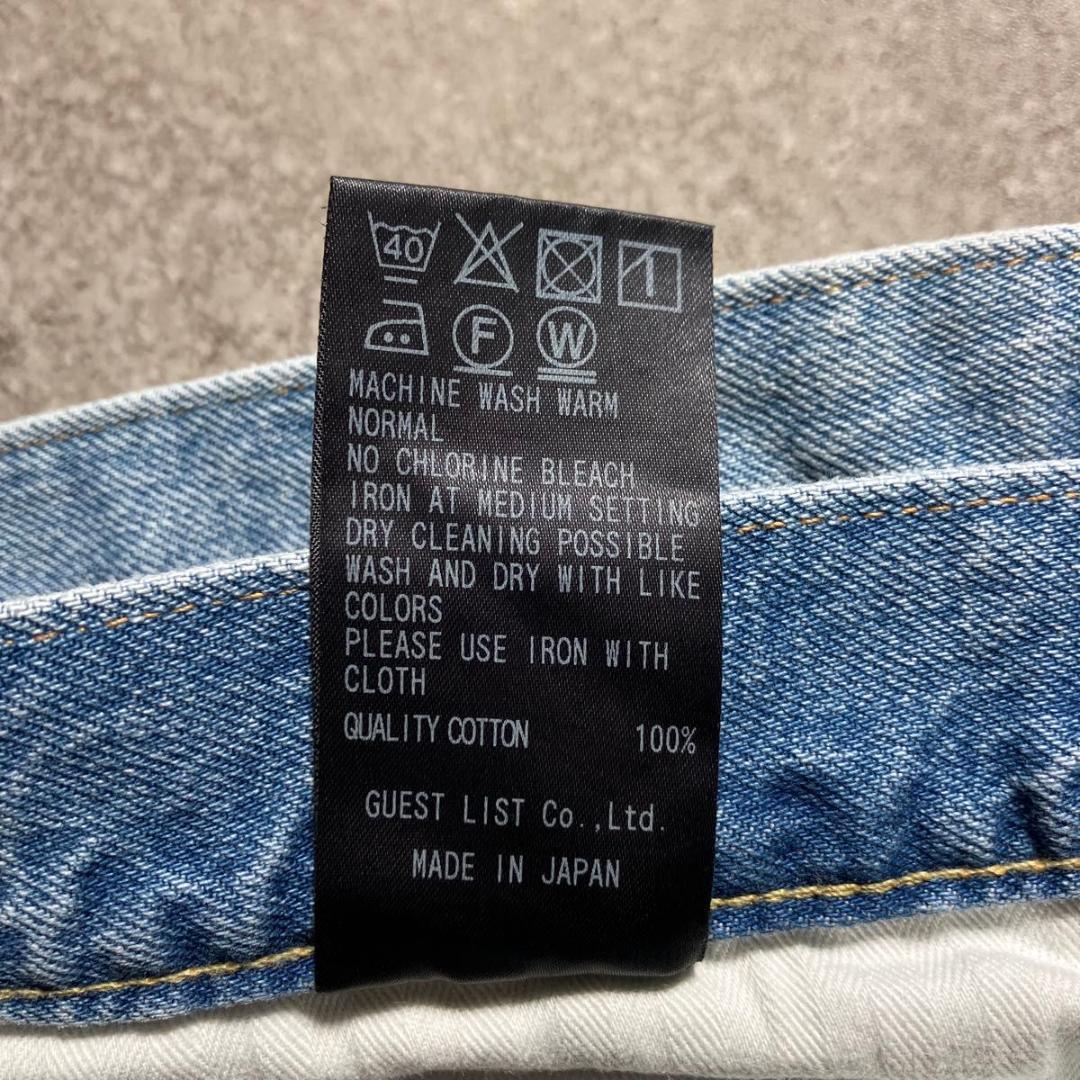 40
F W
MACHINE WASH WARM
NORMAL
NO CHLORINE BLEACH
IRON AT MEDIUM SETTING
DRY CLEANING POSSIBLE
WASH AND DRY WITH LIKE
COLORS
PLEASE USE IRON WITH
CLOTH
QUALITY COTTON 100%
GUEST LIST Co.,Ltd.
MADE IN JAPAN